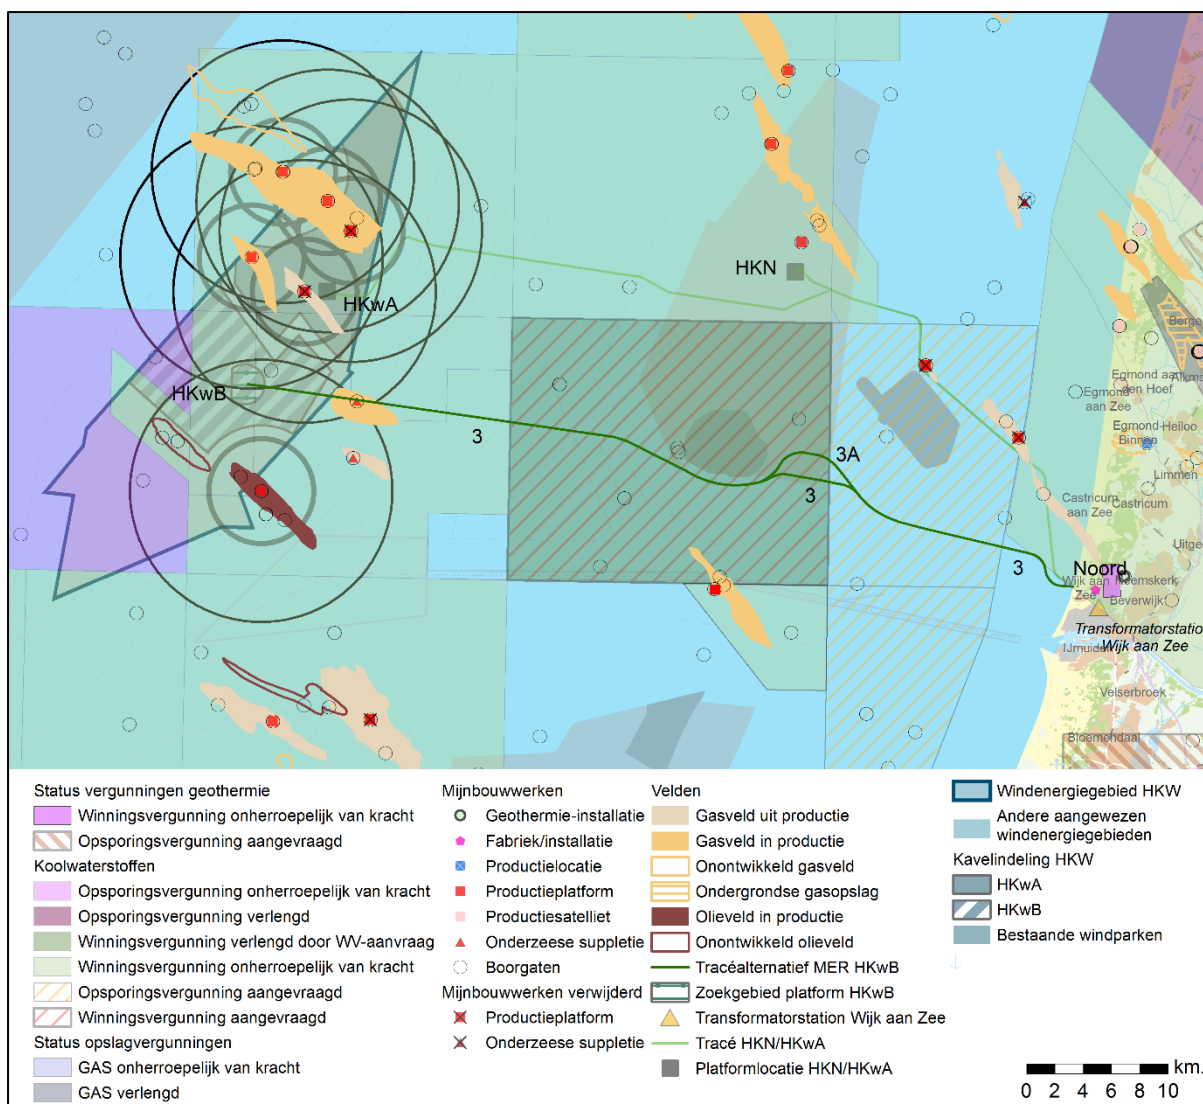 HKN
HKwA
HKwB
3
3A
3
3
Berge
Alkma
Egmond aan
den Hoef
Egmond
aan Zee
Egmond-
Binnen
Heiloo
Limmen
Castricum
aan Zee
Castricum
Uitgee
Noord
Wijk aan
Zee
Heemskerk
Beverwijk
Transformatorstation
Wijk aan Zee
IJmuiden
Velserbroek
Bloemendaal
Status vergunningen geothermie
Winningsvergunning onherroepelijk van kracht
Opsporingsvergunning aangevraagd
Koolwaterstoffen
Opsporingsvergunning onherroepelijk van kracht
Opsporingsvergunning verlengd
Winningsvergunning verlengd door WV-aanvraag
Winningsvergunning onherroepelijk van kracht
Opsporingsvergunning aangevraagd
Winningsvergunning aangevraagd
Status opslagvergunningen
GAS onherroepelijk van kracht
GAS verlengd
Mijnbouwwerken
Geothermie-installatie
Fabriek/installatie
Productielocatie
Productieplatform
Productiesatelliet
Onderzeese suppletie
Boorgaten
Mijnbouwwerken verwijderd
Productieplatform
Onderzeese suppletie
Velden
Gasveld uit productie
Gasveld in productie
Onontwikkeld gasveld
Ondergrondse gasopslag
Olieveld in productie
Onontwikkeld olieveld
Tracéalternatief MER HKwB
Zoekgebied platform HKwB
Transformatorstation Wijk aan Zee
Tracé HKN/HKwA
Platformlocatie HKN/HKwA
Windenergiegebied HKW
Andere aangewezen
windenergiegebieden
Kavelindeling HKW
HKwA
HKwB
Bestaande windparken
km.
0 2 4 6 8 10